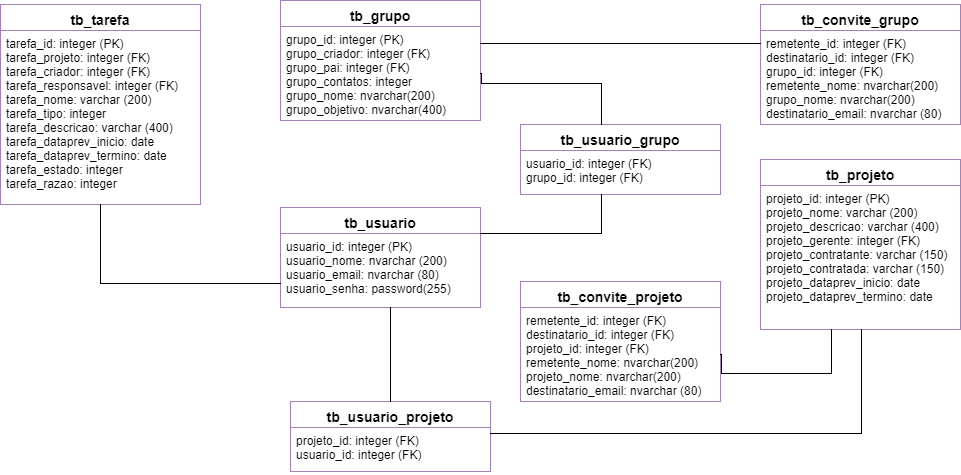 tb_tarefa
tarefa_id: integer (PK)
tarefa_projeto: integer (FK)
tarefa_criador: integer (FK)
tarefa_responsavel: integer (FK)
tarefa_nome: varchar (200)
tarefa_tipo: integer
tarefa_descricao: varchar (400)
tarefa_dataprev_inicio: date
tarefa_dataprev_termino: date
tarefa_estado: integer
tarefa_razao: integer
tb_grupo
grupo_id: integer (PK)
grupo_criador: integer (FK)
grupo_pai: integer (FK)
grupo_contatos: integer
grupo_nome: nvarchar(200)
grupo_objetivo: nvarchar(400)
tb_convite_grupo
remetente_id: integer (FK)
destinatario_id: integer (FK)
grupo_id: integer (FK)
remetente_nome: nvarchar(200)
grupo_nome: nvarchar(200)
destinatario_email: nvarchar (80)
tb_usuario_grupo
usuario_id: integer (FK)
grupo_id: integer (FK)
tb_projeto
projeto_id: integer (PK)
projeto_nome: varchar (200)
projeto_descricao: varchar (400)
projeto_gerente: integer (FK)
projeto_contratante: varchar (150)
projeto_contratada: varchar (150)
projeto_dataprev_inicio: date
projeto_dataprev_termino: date
tb_usuario
usuario_id: integer (PK)
usuario_nome: nvarchar (200)
usuario_email: nvarchar (80)
usuario_senha: password(255)
tb_convite_projeto
remetente_id: integer (FK)
destinatario_id: integer (FK)
projeto_id: integer (FK)
remetente_nome: nvarchar(200)
projeto_nome: nvarchar(200)
destinatario_email: nvarchar (80)
tb_usuario_projeto
projeto_id: integer (FK)
usuario_id: integer (FK)